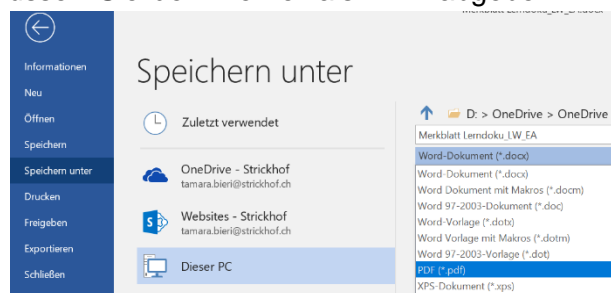 Informationen
Neu
Öffnen
Speichern
Speichern unter
Drucken
Freigeben
Exportieren
Schließen
Speichern unter
Zuletzt verwendet
OneDrive - Strickhof
tamara.bieri@strickhof.ch
Websites - Strickhof
tamara.bieri@strickhof.ch
Dieser PC
D: > OneDrive > OneDrive
Merkblatt Lerndoku_LW_EA
Word-Dokument (*.docx)
Word-Dokument (*.docx)
Word Dokument mit Makros (*.docm)
Word 97-2003-Dokument (*.doc)
Word-Vorlage (*.dotx)
Word Vorlage mit Makros (*.dotm)
Word 97-2003-Vorlage (*.dot)
PDF (*.pdf)
XPS-Dokument (*.xps)